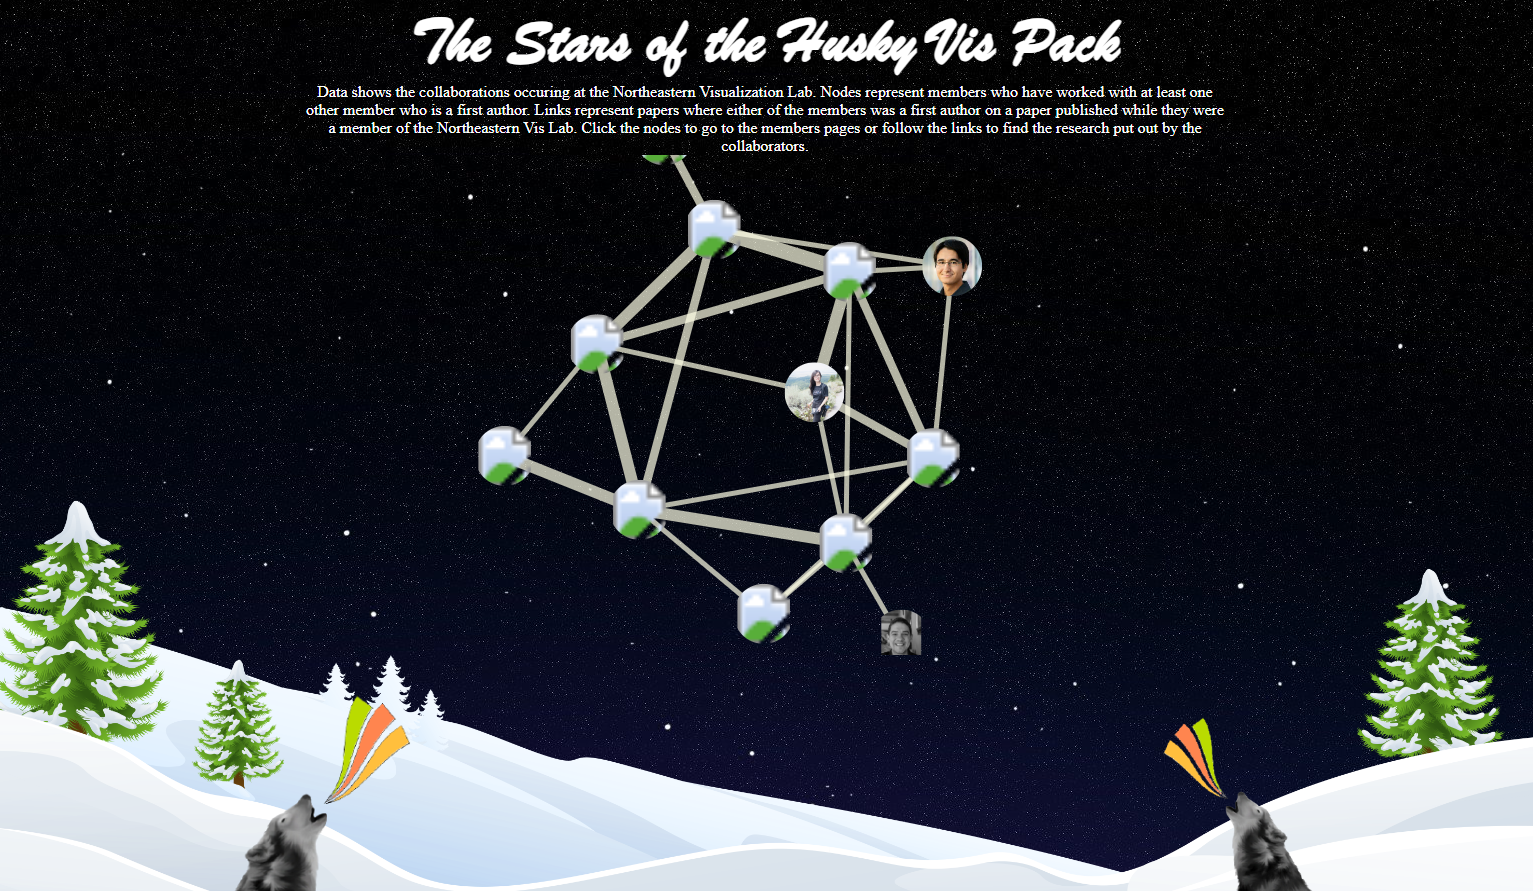 The Stars of the Husky Vis Pack
Data shows the collaborations occuring at the Northeastern Visualization Lab. Nodes represent members who have worked with at least one
other member who is a first author. Links represent papers where either of the members was a first author on a paper published while they were
a member of the Northeastern Vis Lab. Click the nodes to go to the members pages or follow the links to find the research put out by the
collaborators.